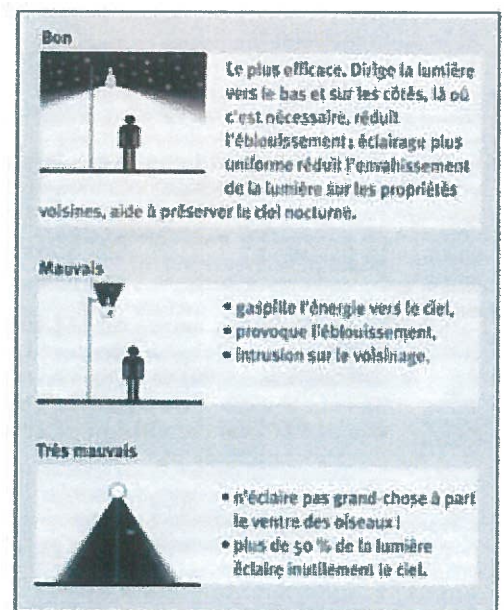 Bon
Le plus efficace. Dirige la lumière
vers le bas et sur les côtés, là où
c'est nécessaire, réduit
l'éblouissement; éclairage plus
uniforme réduit l'envahissement
de la lumière sur les propriétés
voisines, aide à préserver le ciel nocturne.
Mauvais
• gaspille l'énergie vers le ciel,
• provoque l'éblouissement,
• intrusion sur le voisinage.
Très mauvais
• n'éclaire pas grand-chose à part
le ventre des oiseaux !
• plus de 50 % de la lumière
éclaire inutilement le ciel.